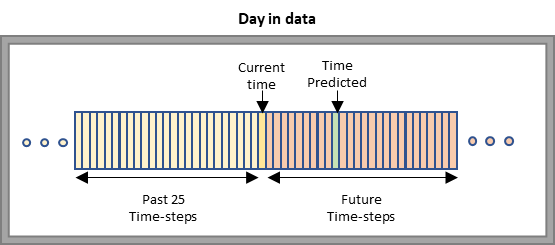 Day in data
Current
time
Time
Predicted
Past 25
Time-steps
Future
Time-steps